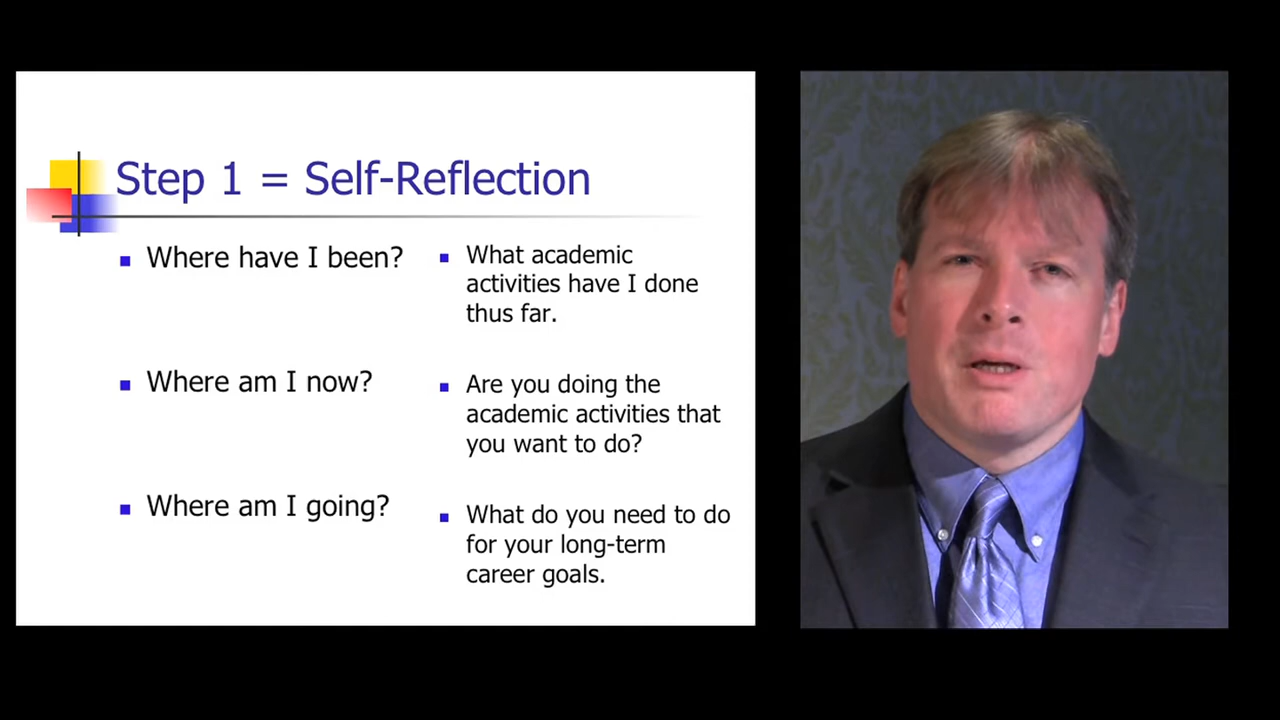 Step 1 = Self-Reflection
Where have I been?
What academic
activities have I done
thus far.
Where am I now?
Are you doing the
academic activities that
you want to do?
Where am I going?
What do you need to do
for your long-term
career goals.